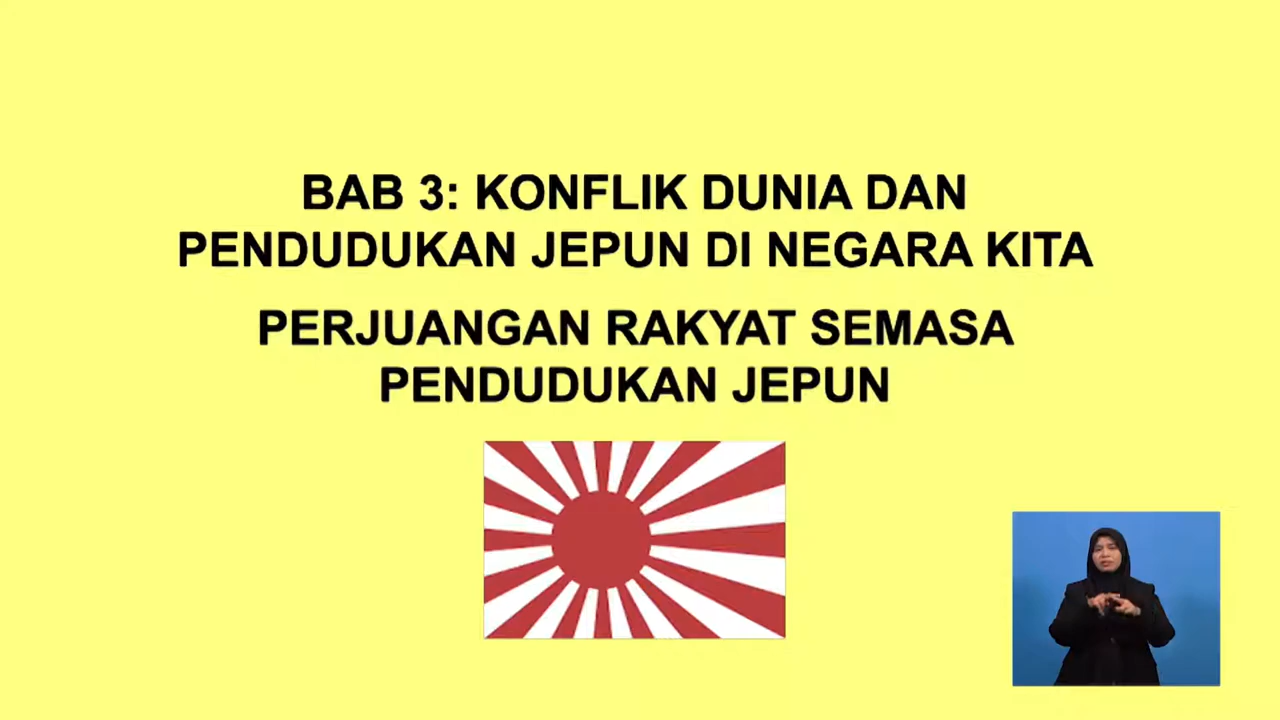 BAB 3: KONFLIK DUNIA DAN
PENDUDUKAN JEPUN DI NEGARA KITA
PERJUANGAN RAKYAT SEMASA
PENDUDUKAN JEPUN